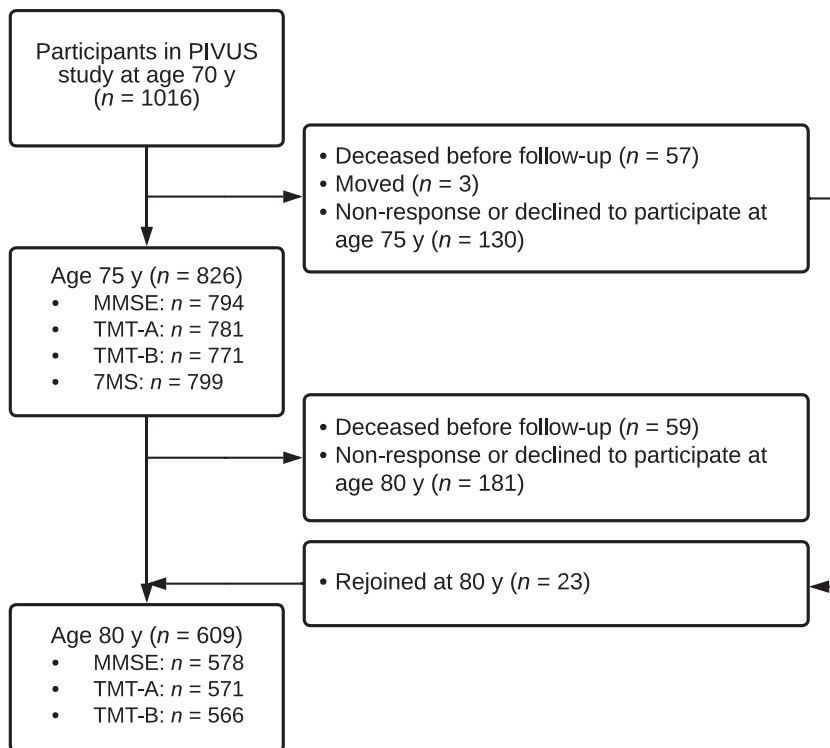 Participants in PIVUS
study at age 70 y
(n = 1016)
• Deceased before follow-up (n = 57)
• Moved (n = 3)
• Non-response or declined to participate at
age 75 y (n = 130)
Age 75 y (n = 826)
• MMSE: n = 794
• TMT-A: n = 781
• TMT-B: n = 771
• 7MS: n = 799
• Deceased before follow-up (n = 59)
• Non-response or declined to participate at
age 80 y (n = 181)
• Rejoined at 80 y (n = 23)
Age 80 y (n = 609)
• MMSE: n = 578
• TMT-A: n = 571
• TMT-B: n = 566